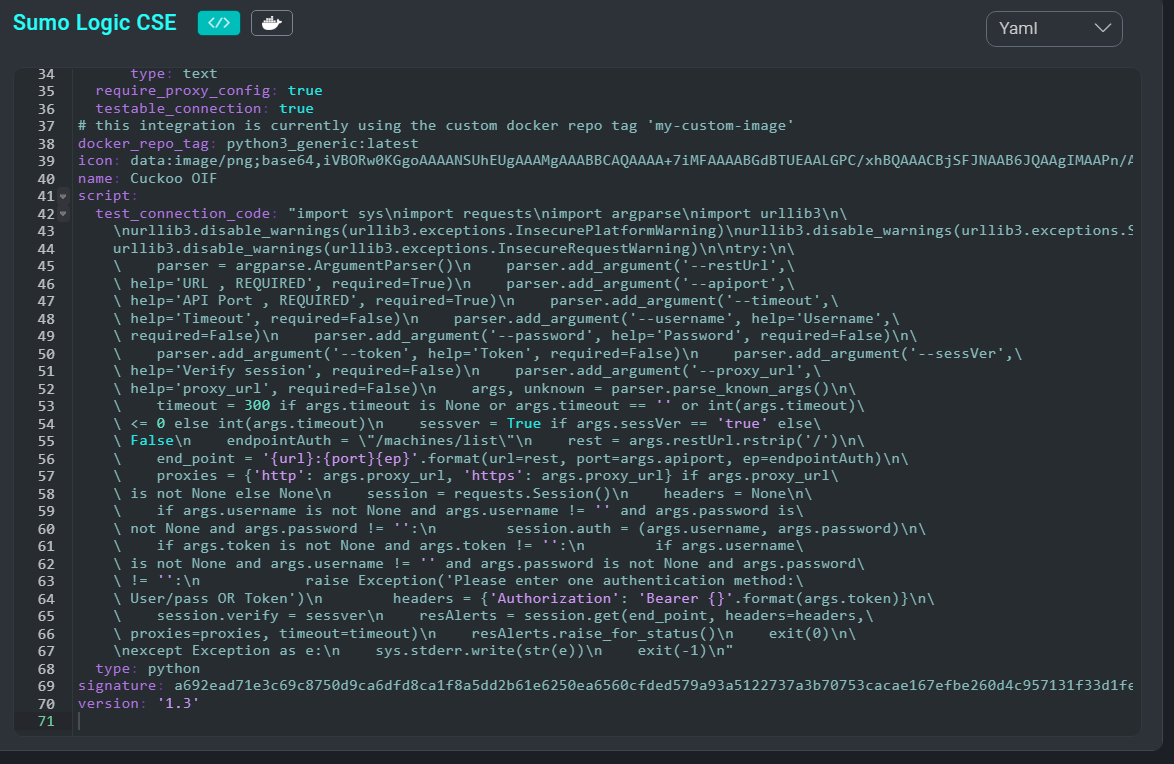 Sumo Logic CSE </> Yaml
34 type: text
35 require_proxy_config: true
36 testable_connection: true
37 # this integration is currently using the custom docker repo tag 'my-custom-image'
38 docker_repo_tag: python3_generic:latest
39 icon: data:image/png;base64,iVBORw0KGgoAAAANSUhEUgAAAMgAAABBCAQAAAA+7iMFAAAABGdBTUEAALGPC/xhBQAAACBjSFJNAAB6JQAAgIMAAPn/A
40 name: Cuckoo OIF
41 script:
42 test_connection_code: "import sys\nimport requests\nimport argparse\nimport urllib3\n\
43 \nurllib3.disable_warnings(urllib3.exceptions.InsecurePlatformWarning)\nurllib3.disable_warnings(urllib3.exceptions.S
44 urllib3.disable_warnings(urllib3.exceptions.InsecureRequestWarning)\n\ntry:\n\
45 \    parser = argparse.ArgumentParser()\n    parser.add_argument('--restUrl',\
46 \ help='URL , REQUIRED', required=True)\n    parser.add_argument('--apiport',\
47 \ help='API Port , REQUIRED', required=True)\n    parser.add_argument('--timeout',\
48 \ help='Timeout', required=False)\n    parser.add_argument('--username', help='Username',\
49 \ required=False)\n    parser.add_argument('--password', help='Password', required=False)\n\
50 \    parser.add_argument('--token', help='Token', required=False)\n    parser.add_argument('--sessVer',\
51 \ help='Verify session', required=False)\n    parser.add_argument('--proxy_url',\
52 \ help='proxy_url', required=False)\n    args, unknown = parser.parse_known_args()\n\
53 \    timeout = 300 if args.timeout is None or args.timeout == '' or int(args.timeout)\
54 \ <= 0 else int(args.timeout)\n    sessver = True if args.sessVer == 'true' else\
55 \ False\n    endpointAuth = \"/machines/list\"\n    rest = args.restUrl.rstrip('/')\n\
56 \    end_point = '{url}:{port}{ep}'.format(url=rest, port=args.apiport, ep=endpointAuth)\n\
57 \    proxies = {'http': args.proxy_url, 'https': args.proxy_url} if args.proxy_url\
58 \ is not None else None\n    session = requests.Session()\n    headers = None\n\
59 \    if args.username is not None and args.username != '' and args.password is\
60 \ not None and args.password != '':\n        session.auth = (args.username, args.password)\n\
61 \    if args.token is not None and args.token != '':\n        if args.username\
62 \ is not None and args.username != '' and args.password is not None and args.password\
63 \ != '':\n            raise Exception('Please enter one authentication method:\
64 \ User/pass OR Token')\n        headers = {'Authorization': 'Bearer {}'.format(args.token)}\n\
65 \    session.verify = sessver\n    resAlerts = session.get(end_point, headers=headers,\
66 \ proxies=proxies, timeout=timeout)\n    resAlerts.raise_for_status()\n    exit(0)\n\
67 \nexcept Exception as e:\n    sys.stderr.write(str(e))\n    exit(-1)\n"
68 type: python
69 signature: a692ead71e3c69c8750d9ca6dfd8ca1f8a5dd2b61e6250ea6560cfded579a93a5122737a3b70753cacae167efbe260d4c957131f33d1fe
70 version: '1.3'
71